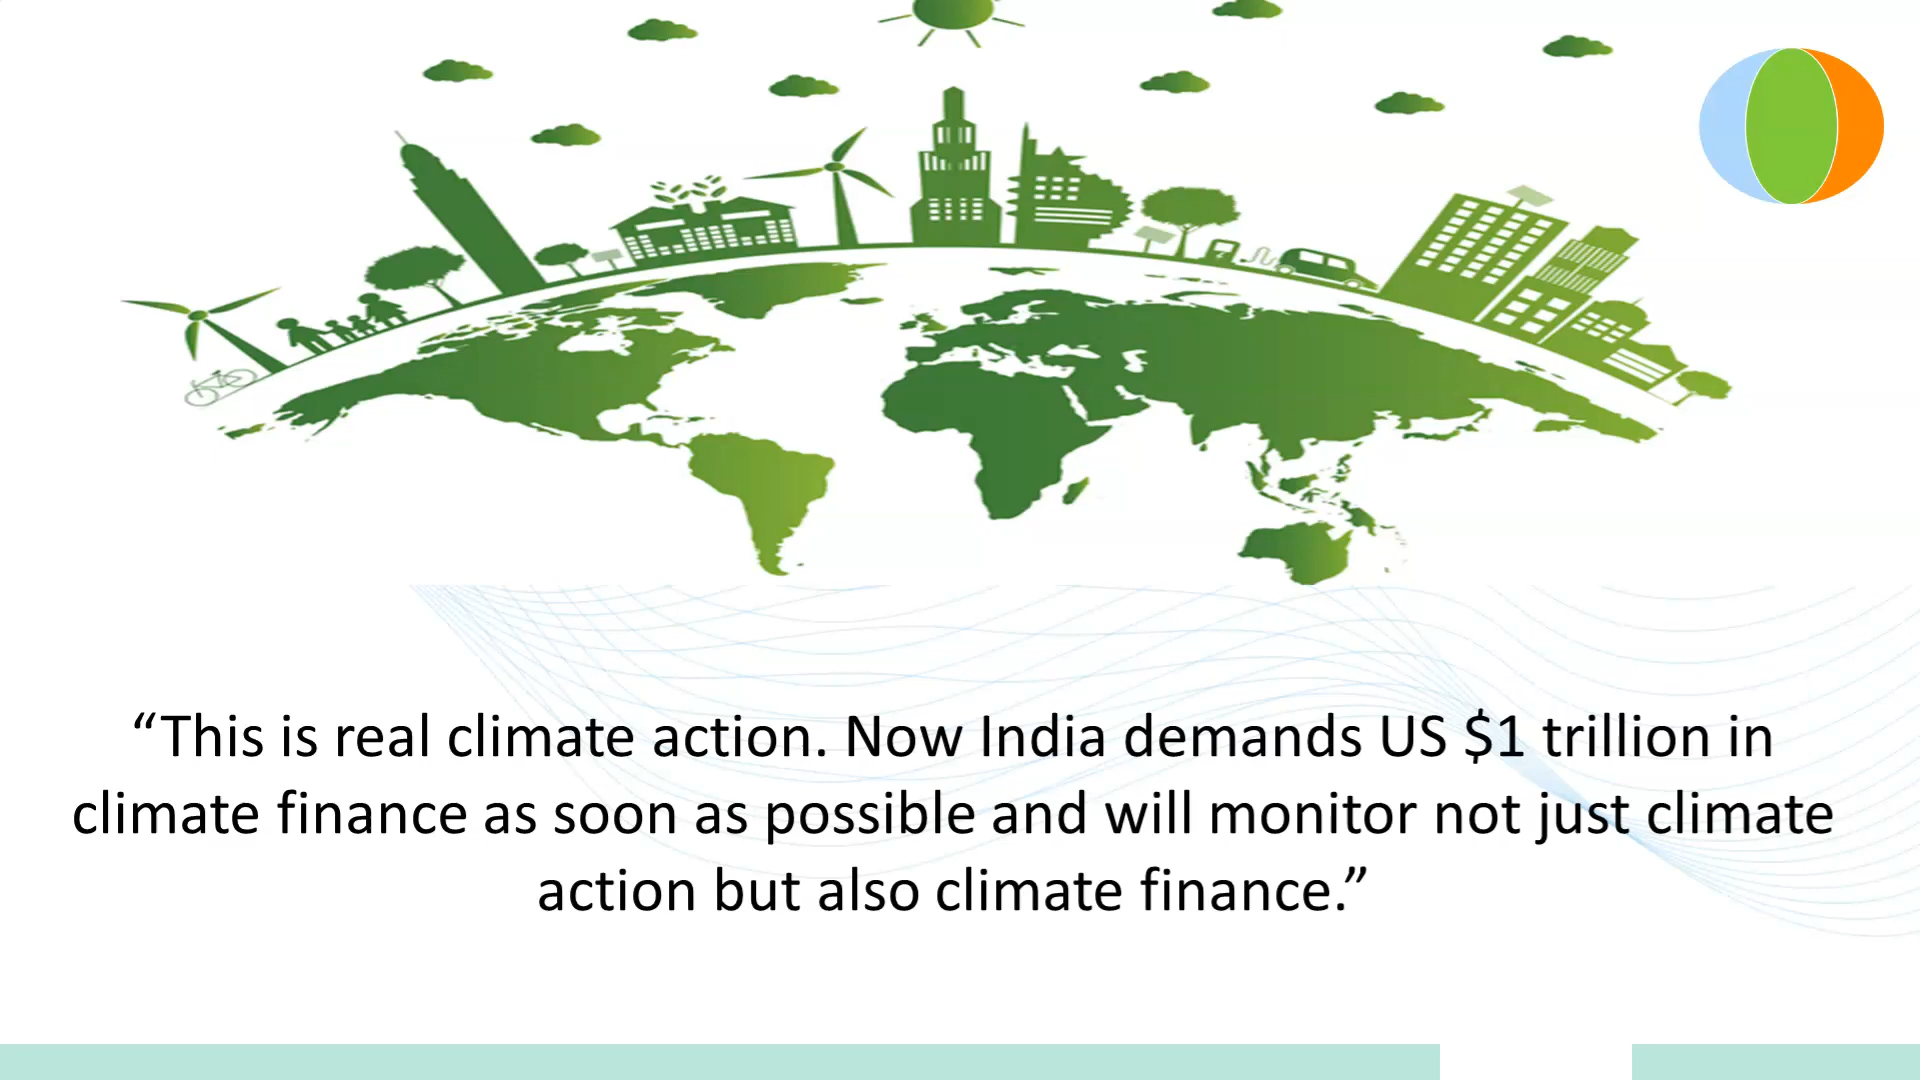 “This is real climate action. Now India demands US $1 trillion in
climate finance as soon as possible and will monitor not just climate
action but also climate finance.”